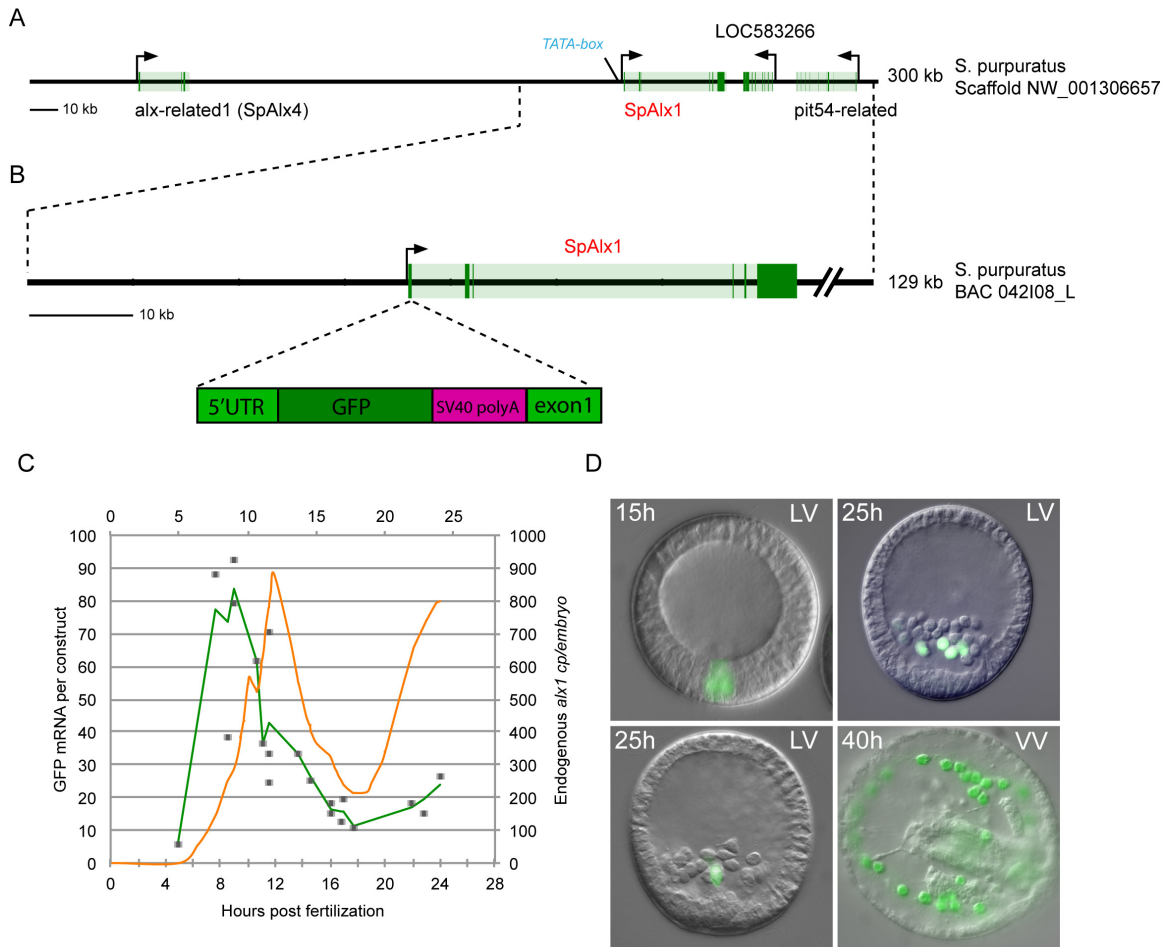 A
LOC583266
TATA-box
300 kb
S. purpuratus
Scaffold NW_001306657
10 kb
alx-related1 (SpAlx4)
SpAlx1
pit54-related
B
SpAlx1
129 kb
S. purpuratus
BAC 042I08_L
10 kb
5'UTR
GFP
SV40 polyA
exon1
C
0 5 10 15 20 25
100 90 80 70 60 50 40 30 20 10 0
GFP mRNA per construct
1000 900 800 700 600 500 400 300 200 100 0
Endogenous alx1 cp/embryo
0 4 8 12 16 20 24 28
Hours post fertilization
D
15h LV
25h LV
25h LV
40h VV